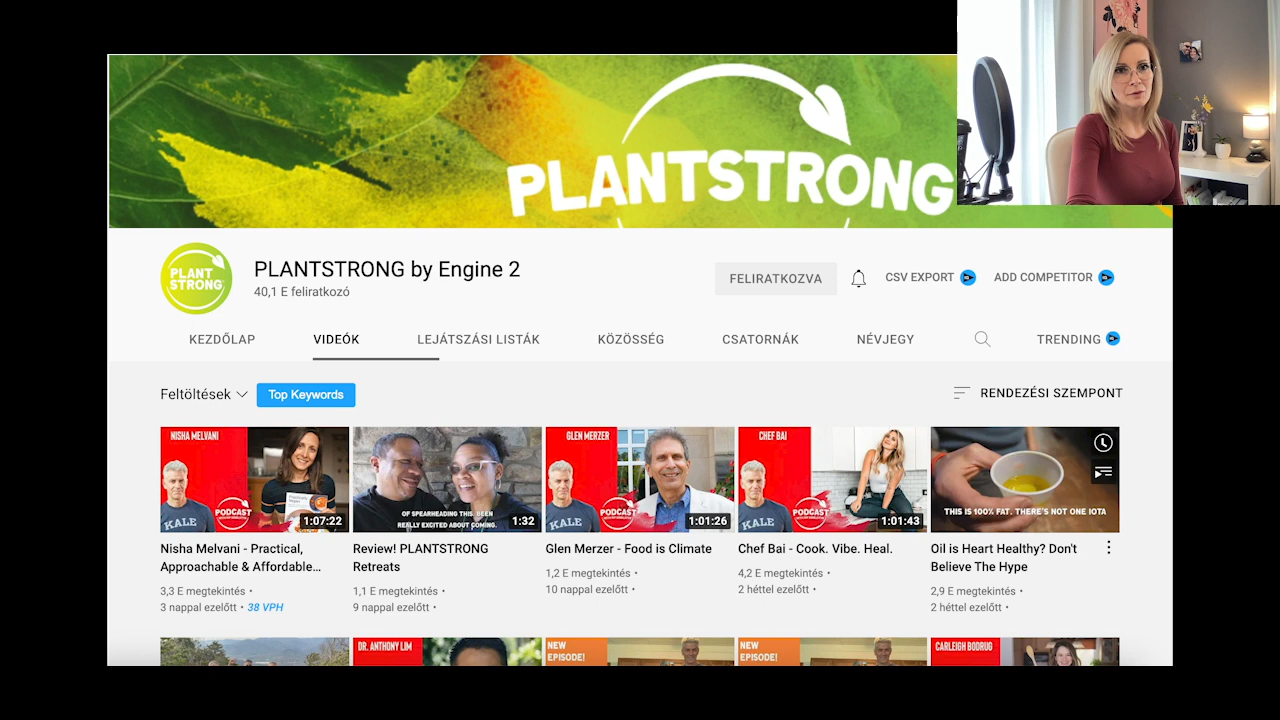 PLANTSTRONG
PLANT
STRONG
PLANTSTRONG by Engine 2
40,1 E feliratkozó
FELIRATKOZVA
CSV EXPORT
ADD COMPETITOR
KEZDŐLAP
VIDEÓK
LEJÁTSZÁSI LISTÁK
KÖZÖSSÉG
CSATORNÁK
NÉVJEGY
TRENDING
Feltöltések
Top Keywords
RENDEZÉSI SZEMPONT
NISHA MELVANI
KALE
PODCAST
1:07:22
OF SPEARHEADING THIS, BEEN
REALLY EXCITED ABOUT COMING.
1:32
GLEN MERZER
KALE
PODCAST
1:01:26
CHEF BAI
KALE
PODCAST
1:01:43
THIS IS 100% FAT. THERE'S NOT ONE IOTA
Nisha Melvani - Practical,
Approachable & Affordable…
3,3 E megtekintés •
3 nappal ezelőtt • 38 VPH
Review! PLANTSTRONG
Retreats
1,1 E megtekintés •
9 nappal ezelőtt •
Glen Merzer - Food is Climate
1,2 E megtekintés •
10 nappal ezelőtt •
Chef Bai - Cook. Vibe. Heal.
4,2 E megtekintés •
2 héttel ezelőtt •
Oil is Heart Healthy? Don't
Believe The Hype
2,9 E megtekintés •
2 héttel ezelőtt •
DR. ANTHONY LIM
NEW
EPISODE!
NEW
EPISODE!
CARLEIGH BODRUG